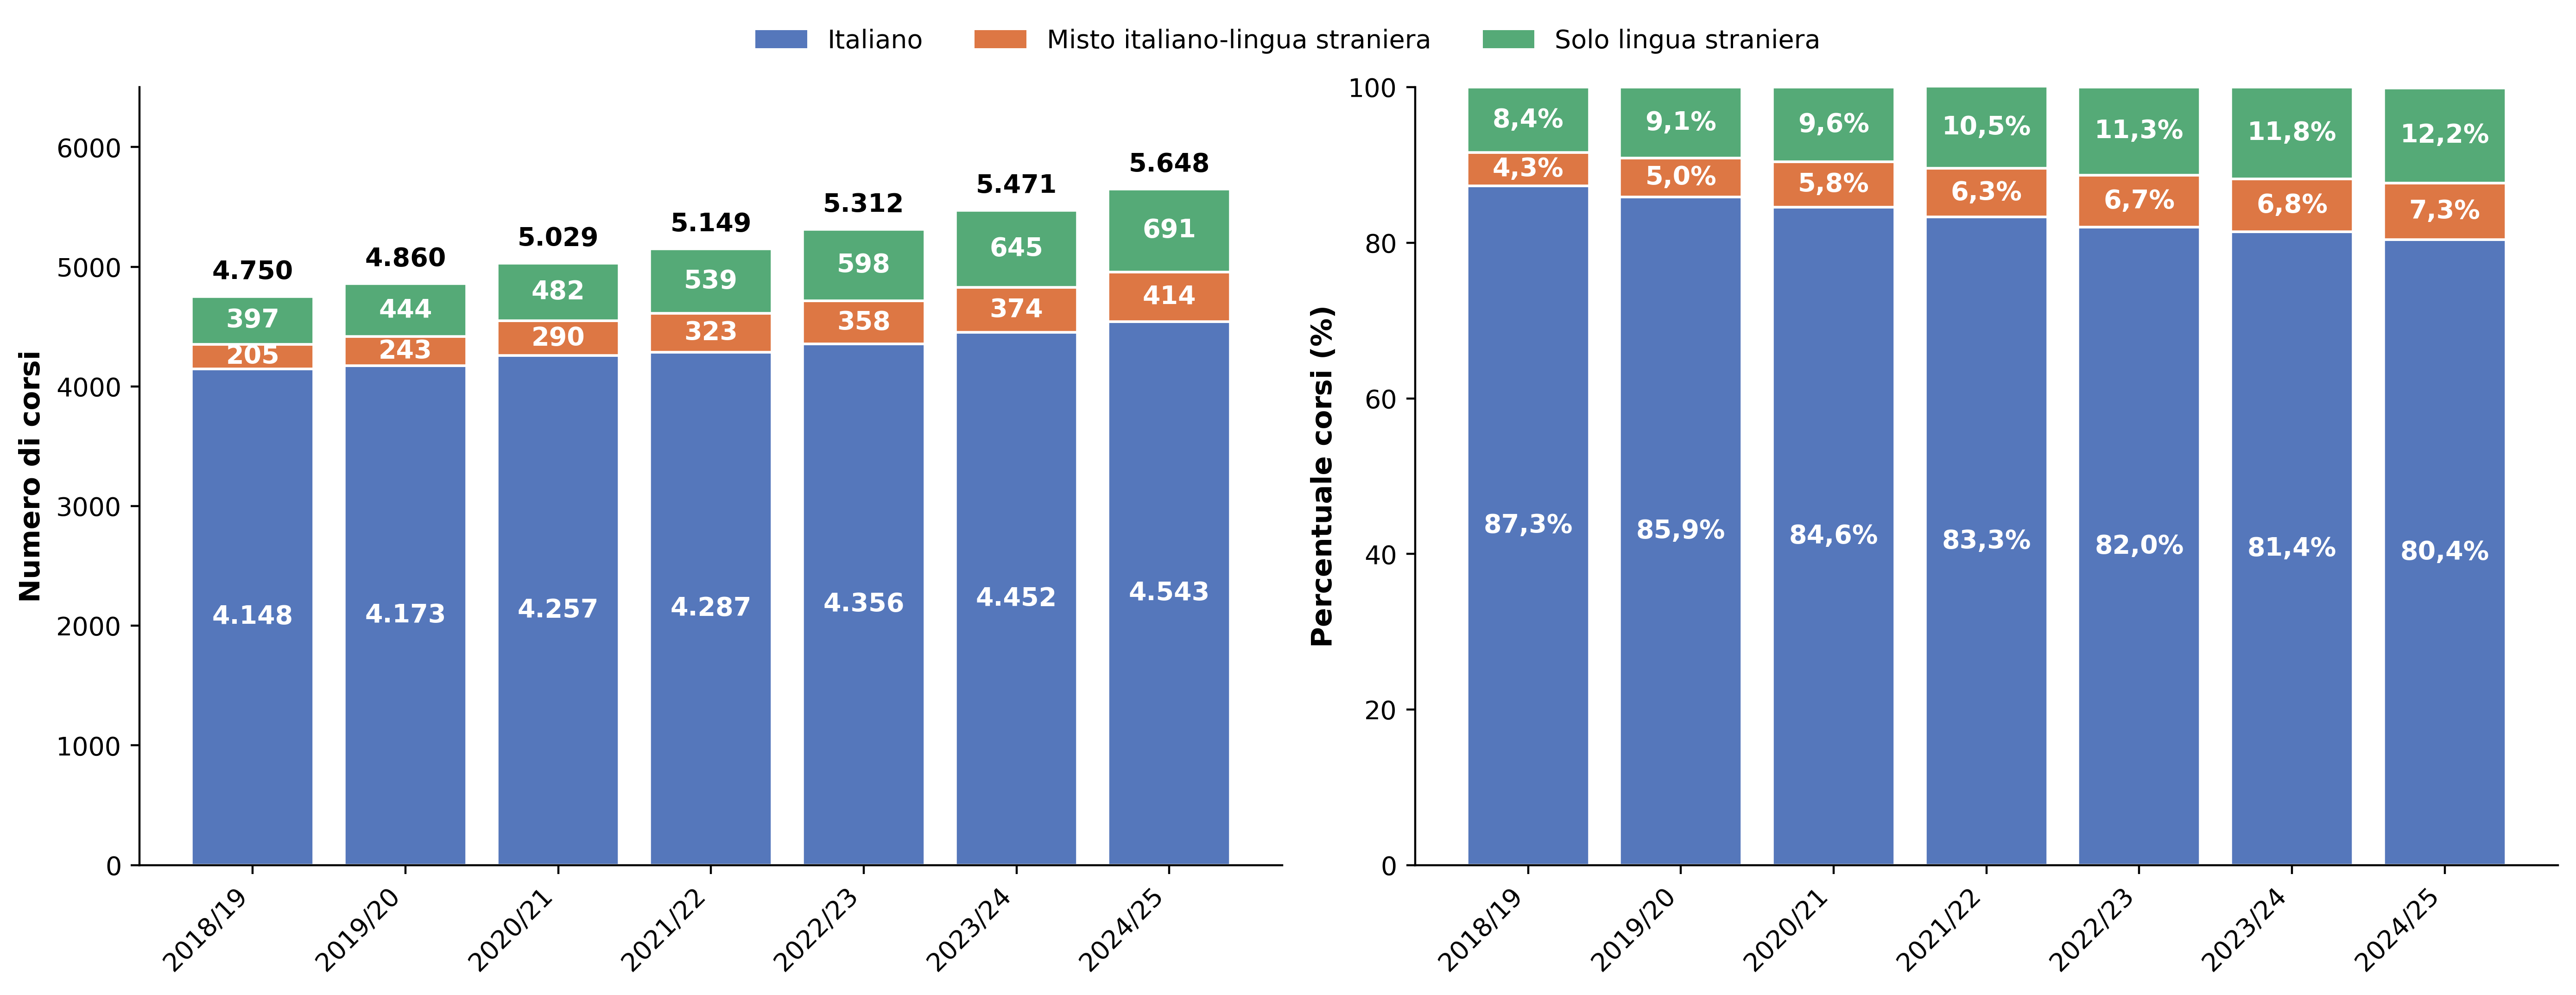 Italiano Misto italiano-lingua straniera Solo lingua straniera
Numero di corsi
6000
5000
4000
3000
2000
1000
0
4.750 4.860 5.029 5.149 5.312 5.471 5.648
397 444 482 539 598 645 691
205 243 290 323 358 374 414
4.148 4.173 4.257 4.287 4.356 4.452 4.543
2018/19 2019/20 2020/21 2021/22 2022/23 2023/24 2024/25
Percentuale corsi (%)
100
80
60
40
20
0
8,4% 9,1% 9,6% 10,5% 11,3% 11,8% 12,2%
4,3% 5,0% 5,8% 6,3% 6,7% 6,8% 7,3%
87,3% 85,9% 84,6% 83,3% 82,0% 81,4% 80,4%
2018/19 2019/20 2020/21 2021/22 2022/23 2023/24 2024/25